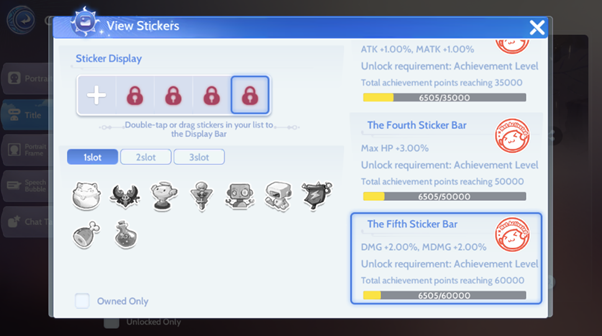 View Stickers
Sticker Display
Double-tap or drag stickers in your list to
the Display Bar
1slot
2slot
3slot
Owned Only
ATK +1.00%, MATK +1.00%
Unlock requirement: Achievement Level
Total achievement points reaching 35000
6505/35000
The Fourth Sticker Bar
Max HP +3.00%
Unlock requirement: Achievement Level
Total achievement points reaching 50000
6505/50000
The Fifth Sticker Bar
DMG +2.00%, MDMG +2.00%
Unlock requirement: Achievement Level
Total achievement points reaching 60000
6505/60000
Portrai
Title
Speech
Bubble
Chat T
Unlocked Only